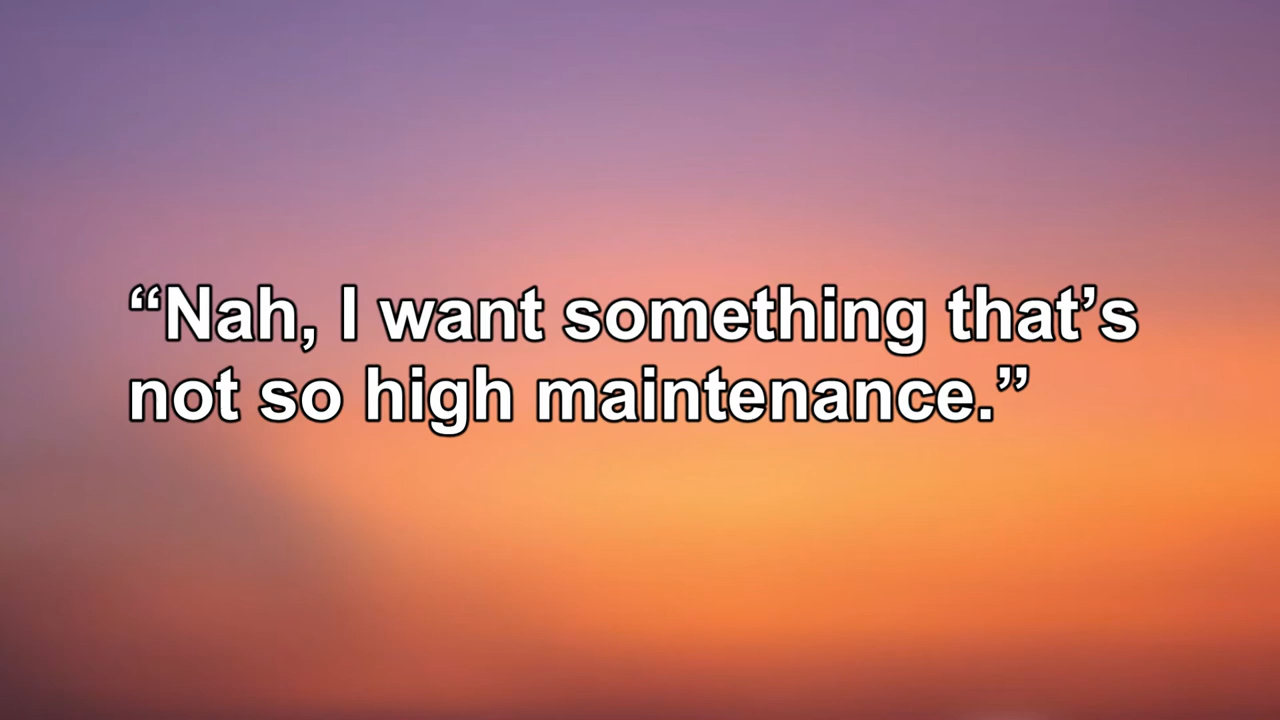 “Nah, I want something that’s
not so high maintenance.”